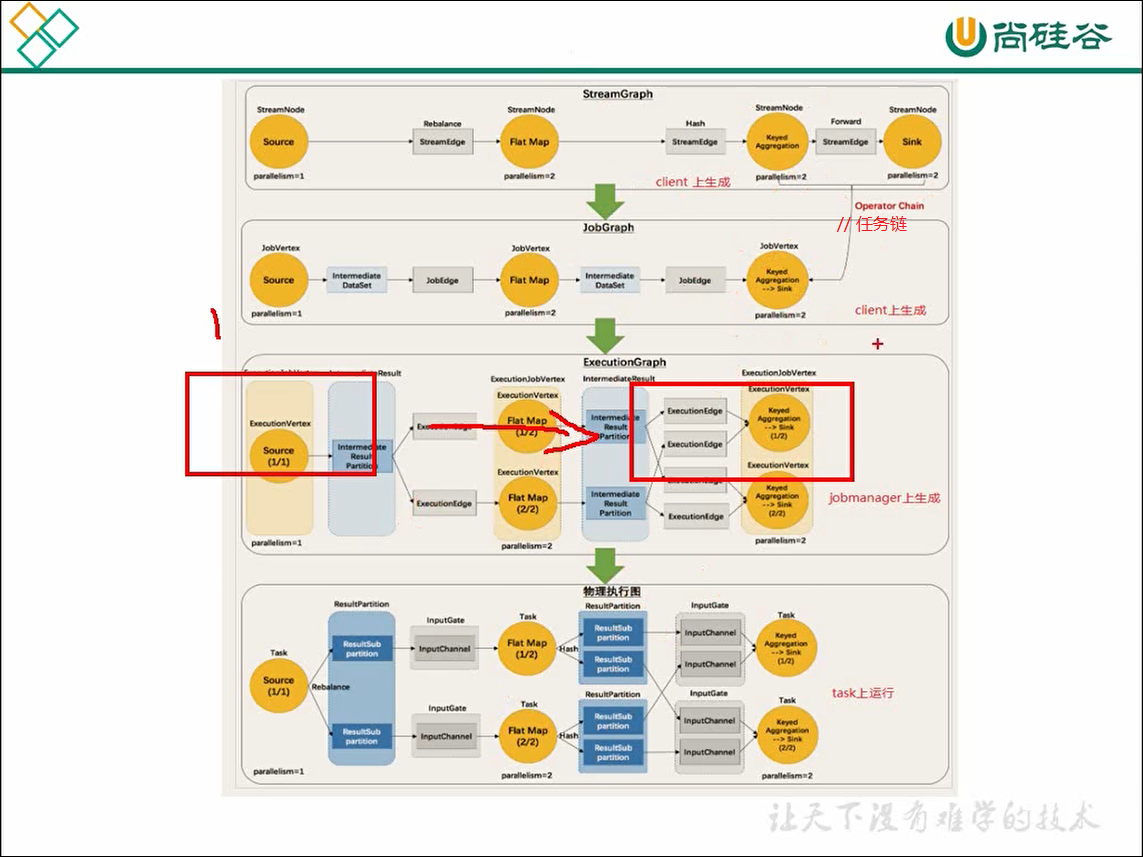 尚硅谷
StreamGraph
StreamNode
StreamNode
StreamNode
StreamNode
Rebalance
Hash
Forward
Source
StreamEdge
Flat Map
StreamEdge
Keyed
Aggregation
StreamEdge
Sink
parallelism=1
parallelism=2
parallelism=2
parallelism=2
client 上生成
Operator Chain
// 任务链
JobGraph
JobVertex
JobVertex
JobVertex
Source
Intermediate
DataSet
JobEdge
Flat Map
Intermediate
DataSet
JobEdge
Keyed
Aggregation
--> Sink
parallelism=1
parallelism=2
parallelism=2
client上生成
ExecutionGraph
ExecutionJobVertex
IntermediateResult
ExecutionJobVertex
ExecutionVertex
Source
(1/1)
Intermediate
Result
Partition
ExecutionEdge
ExecutionVertex
Flat Map
(1/2)
ExecutionVertex
Flat Map
(2/2)
Intermediate
Result
Partition
Intermediate
Result
Partition
ExecutionEdge
ExecutionEdge
ExecutionEdge
ExecutionVertex
Keyed
Aggregation
--> Sink
(1/2)
ExecutionVertex
Keyed
Aggregation
--> Sink
(2/2)
parallelism=1
parallelism=2
parallelism=2
jobmanager上生成
物理执行图
ResultPartition
ResultPartition
InputGate
InputGate
Task
Task
Task
Source
(1/1)
Rebalance
ResultSub
partition
ResultSub
partition
InputChannel
InputGate
InputChannel
Flat Map
(1/2)
Hash
Task
Flat Map
(2/2)
Hash
ResultSub
partition
ResultSub
partition
ResultPartition
ResultSub
partition
ResultSub
partition
InputChannel
InputChannel
InputGate
InputChannel
InputChannel
Keyed
Aggregation
--> Sink
(1/2)
Task
Keyed
Aggregation
--> Sink
(2/2)
parallelism=1
parallelism=2
parallelism=2
task上运行
让天下没有难学的技术